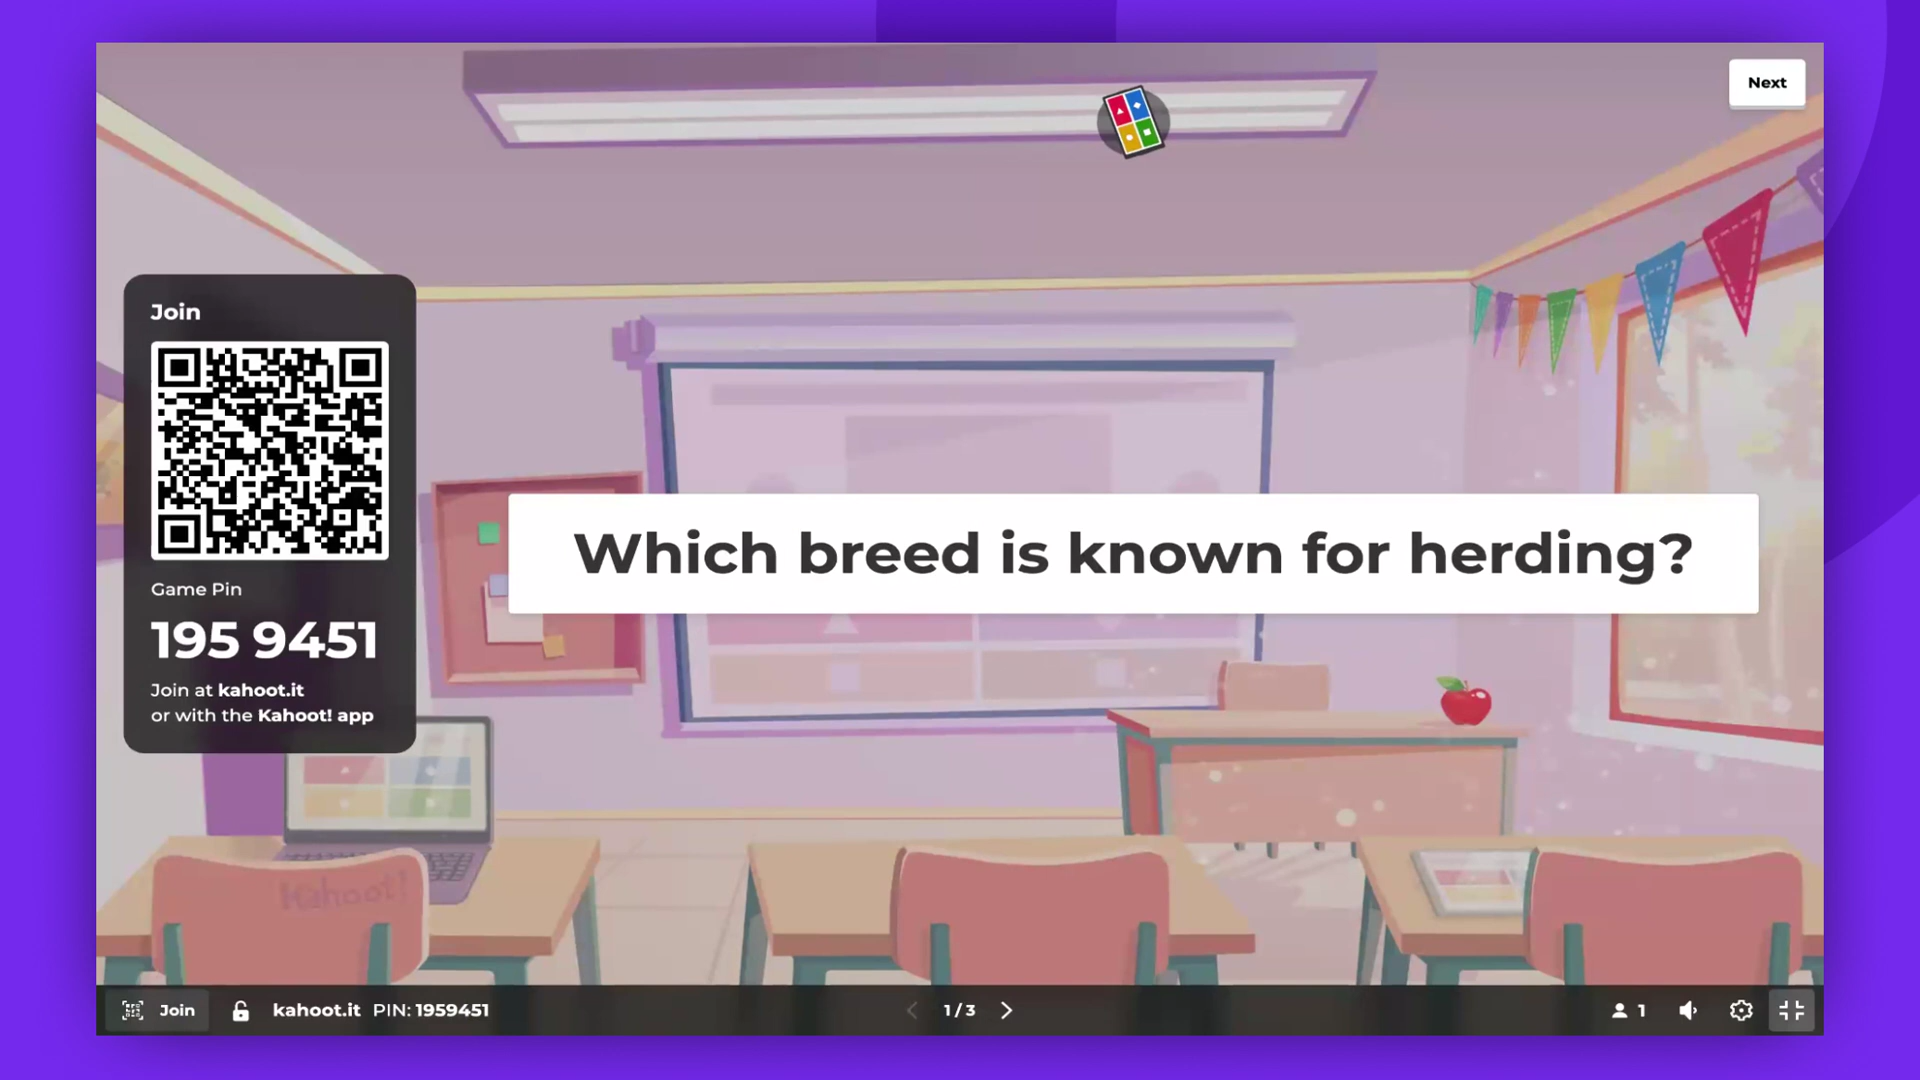 Next
Join
Game Pin
195 9451
Join at kahoot.it
or with the Kahoot! app
Which breed is known for herding?
Kahoot!
Join kahoot.it PIN: 1959451 1/3 1